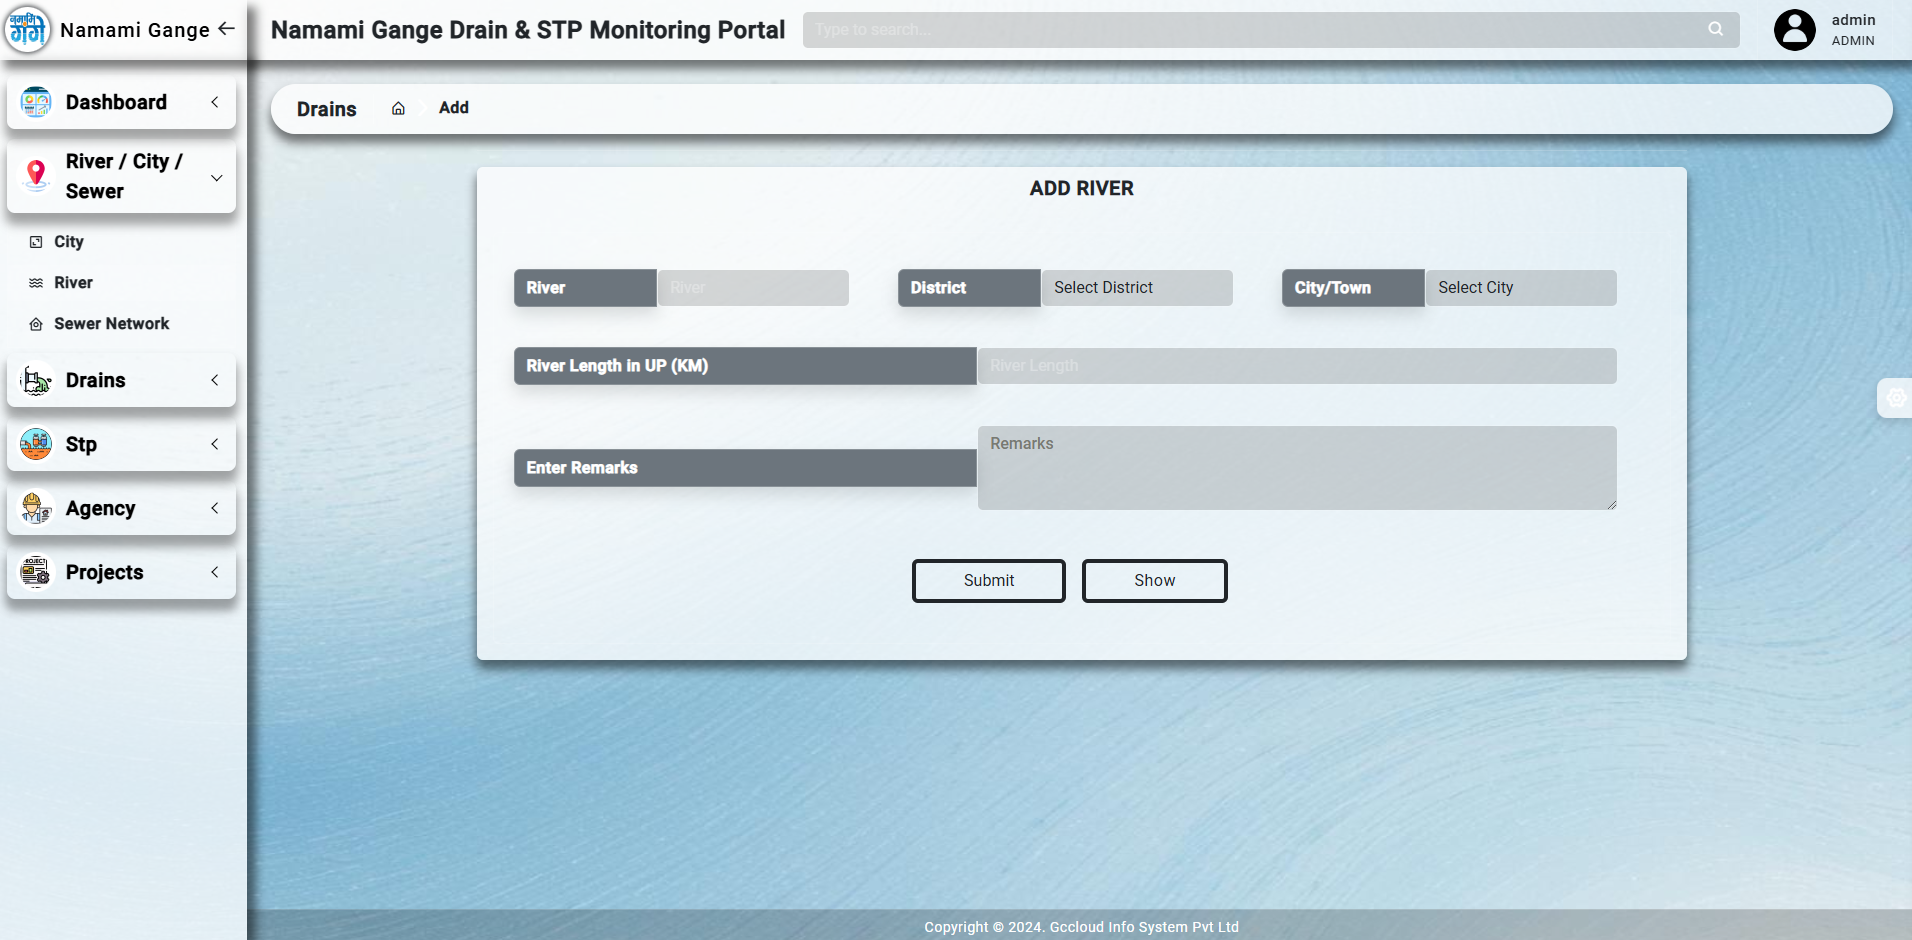 नमामि
गंगे
Namami Gange
Namami Gange Drain & STP Monitoring Portal
Type to search...
admin
ADMIN
Dashboard
River / City /
Sewer
City
River
Sewer Network
Drains
Stp
Agency
PROJECT
Projects
Drains
Add
ADD RIVER
River
River
District
Select District
City/Town
Select City
River Length in UP (KM)
River Length
Enter Remarks
Remarks
Submit
Show
Copyright © 2024. Gccloud Info System Pvt Ltd